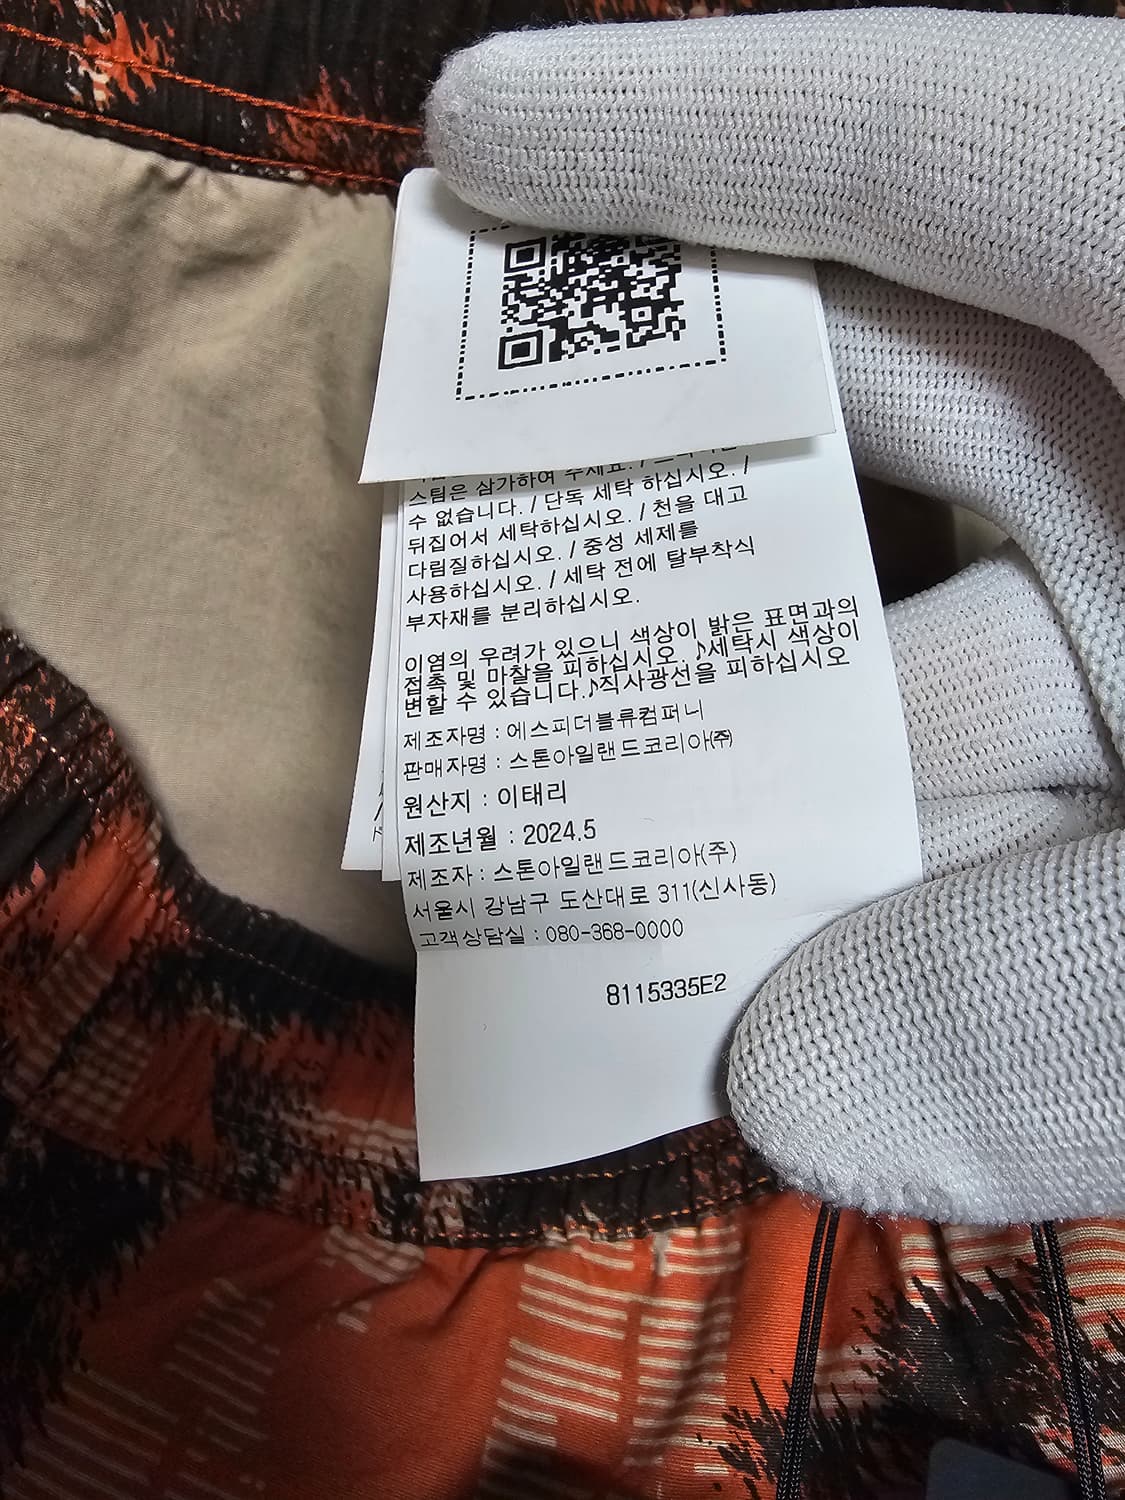 스팀은 삼가하여 주세요. /
수 없습니다. / 단독 세탁 하십시오. /
뒤집어서 세탁하십시오. / 천을 대고
다림질하십시오. / 중성 세제를
사용하십시오. / 세탁 전에 탈부착식
부자재를 분리하십시오.
이염의 우려가 있으니 색상이 밝은 표면과의
접촉 및 마찰을 피하십시오. ♪세탁시 색상이
변할 수 있습니다.♪직사광선을 피하십시오
제조자명 : 에스피더블류컴퍼니
판매자명 : 스톤아일랜드코리아㈜
원산지 : 이태리
제조년월 : 2024.5
제조자 : 스톤아일랜드코리아(주)
서울시 강남구 도산대로 311(신사동)
고객상담실 : 080-368-0000
8115335E2